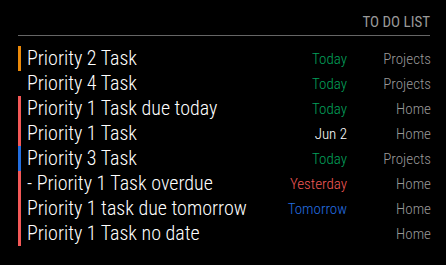 TO DO LIST
Priority 2 Task Today Projects
Priority 4 Task Today Projects
Priority 1 Task due today Today Home
Priority 1 Task Jun 2 Home
Priority 3 Task Today Projects
- Priority 1 Task overdue Yesterday Home
Priority 1 task due tomorrow Tomorrow Home
Priority 1 Task no date Home